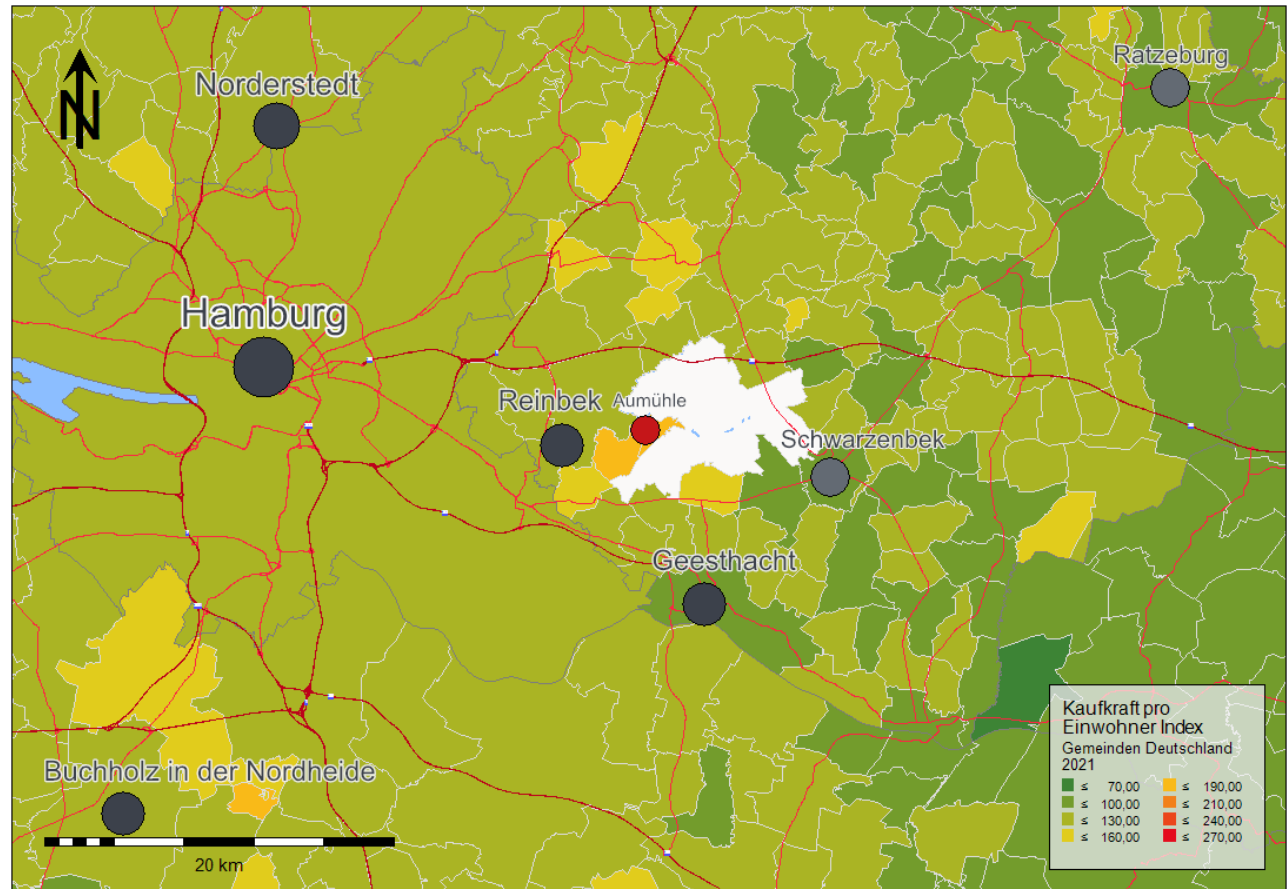 N
Norderstedt
Ratzeburg
Hamburg
Reinbek
Aumühle
Schwarzenbek
Geesthacht
Buchholz in der Nordheide
20 km
Kaufkraft pro
Einwohner Index
Gemeinden Deutschland
2021
≤ 70,00
≤ 100,00
≤ 130,00
≤ 160,00
≤ 190,00
≤ 210,00
≤ 240,00
≤ 270,00